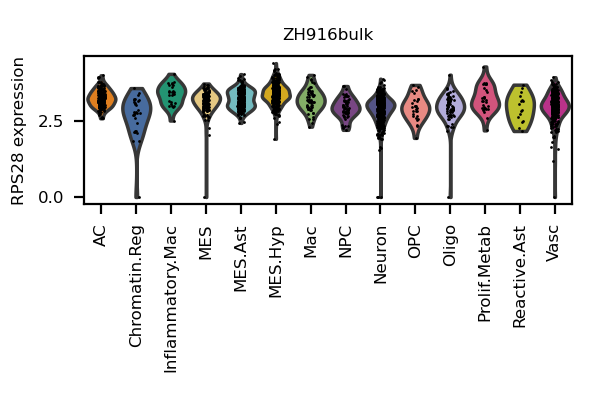 ZH916bulk
RPS28 expression
2.5
0.0
AC
Chromatin.Reg
Inflammatory.Mac
MES
MES.Ast
MES.Hyp
Mac
NPC
Neuron
OPC
Oligo
Prolif.Metab
Reactive.Ast
Vasc